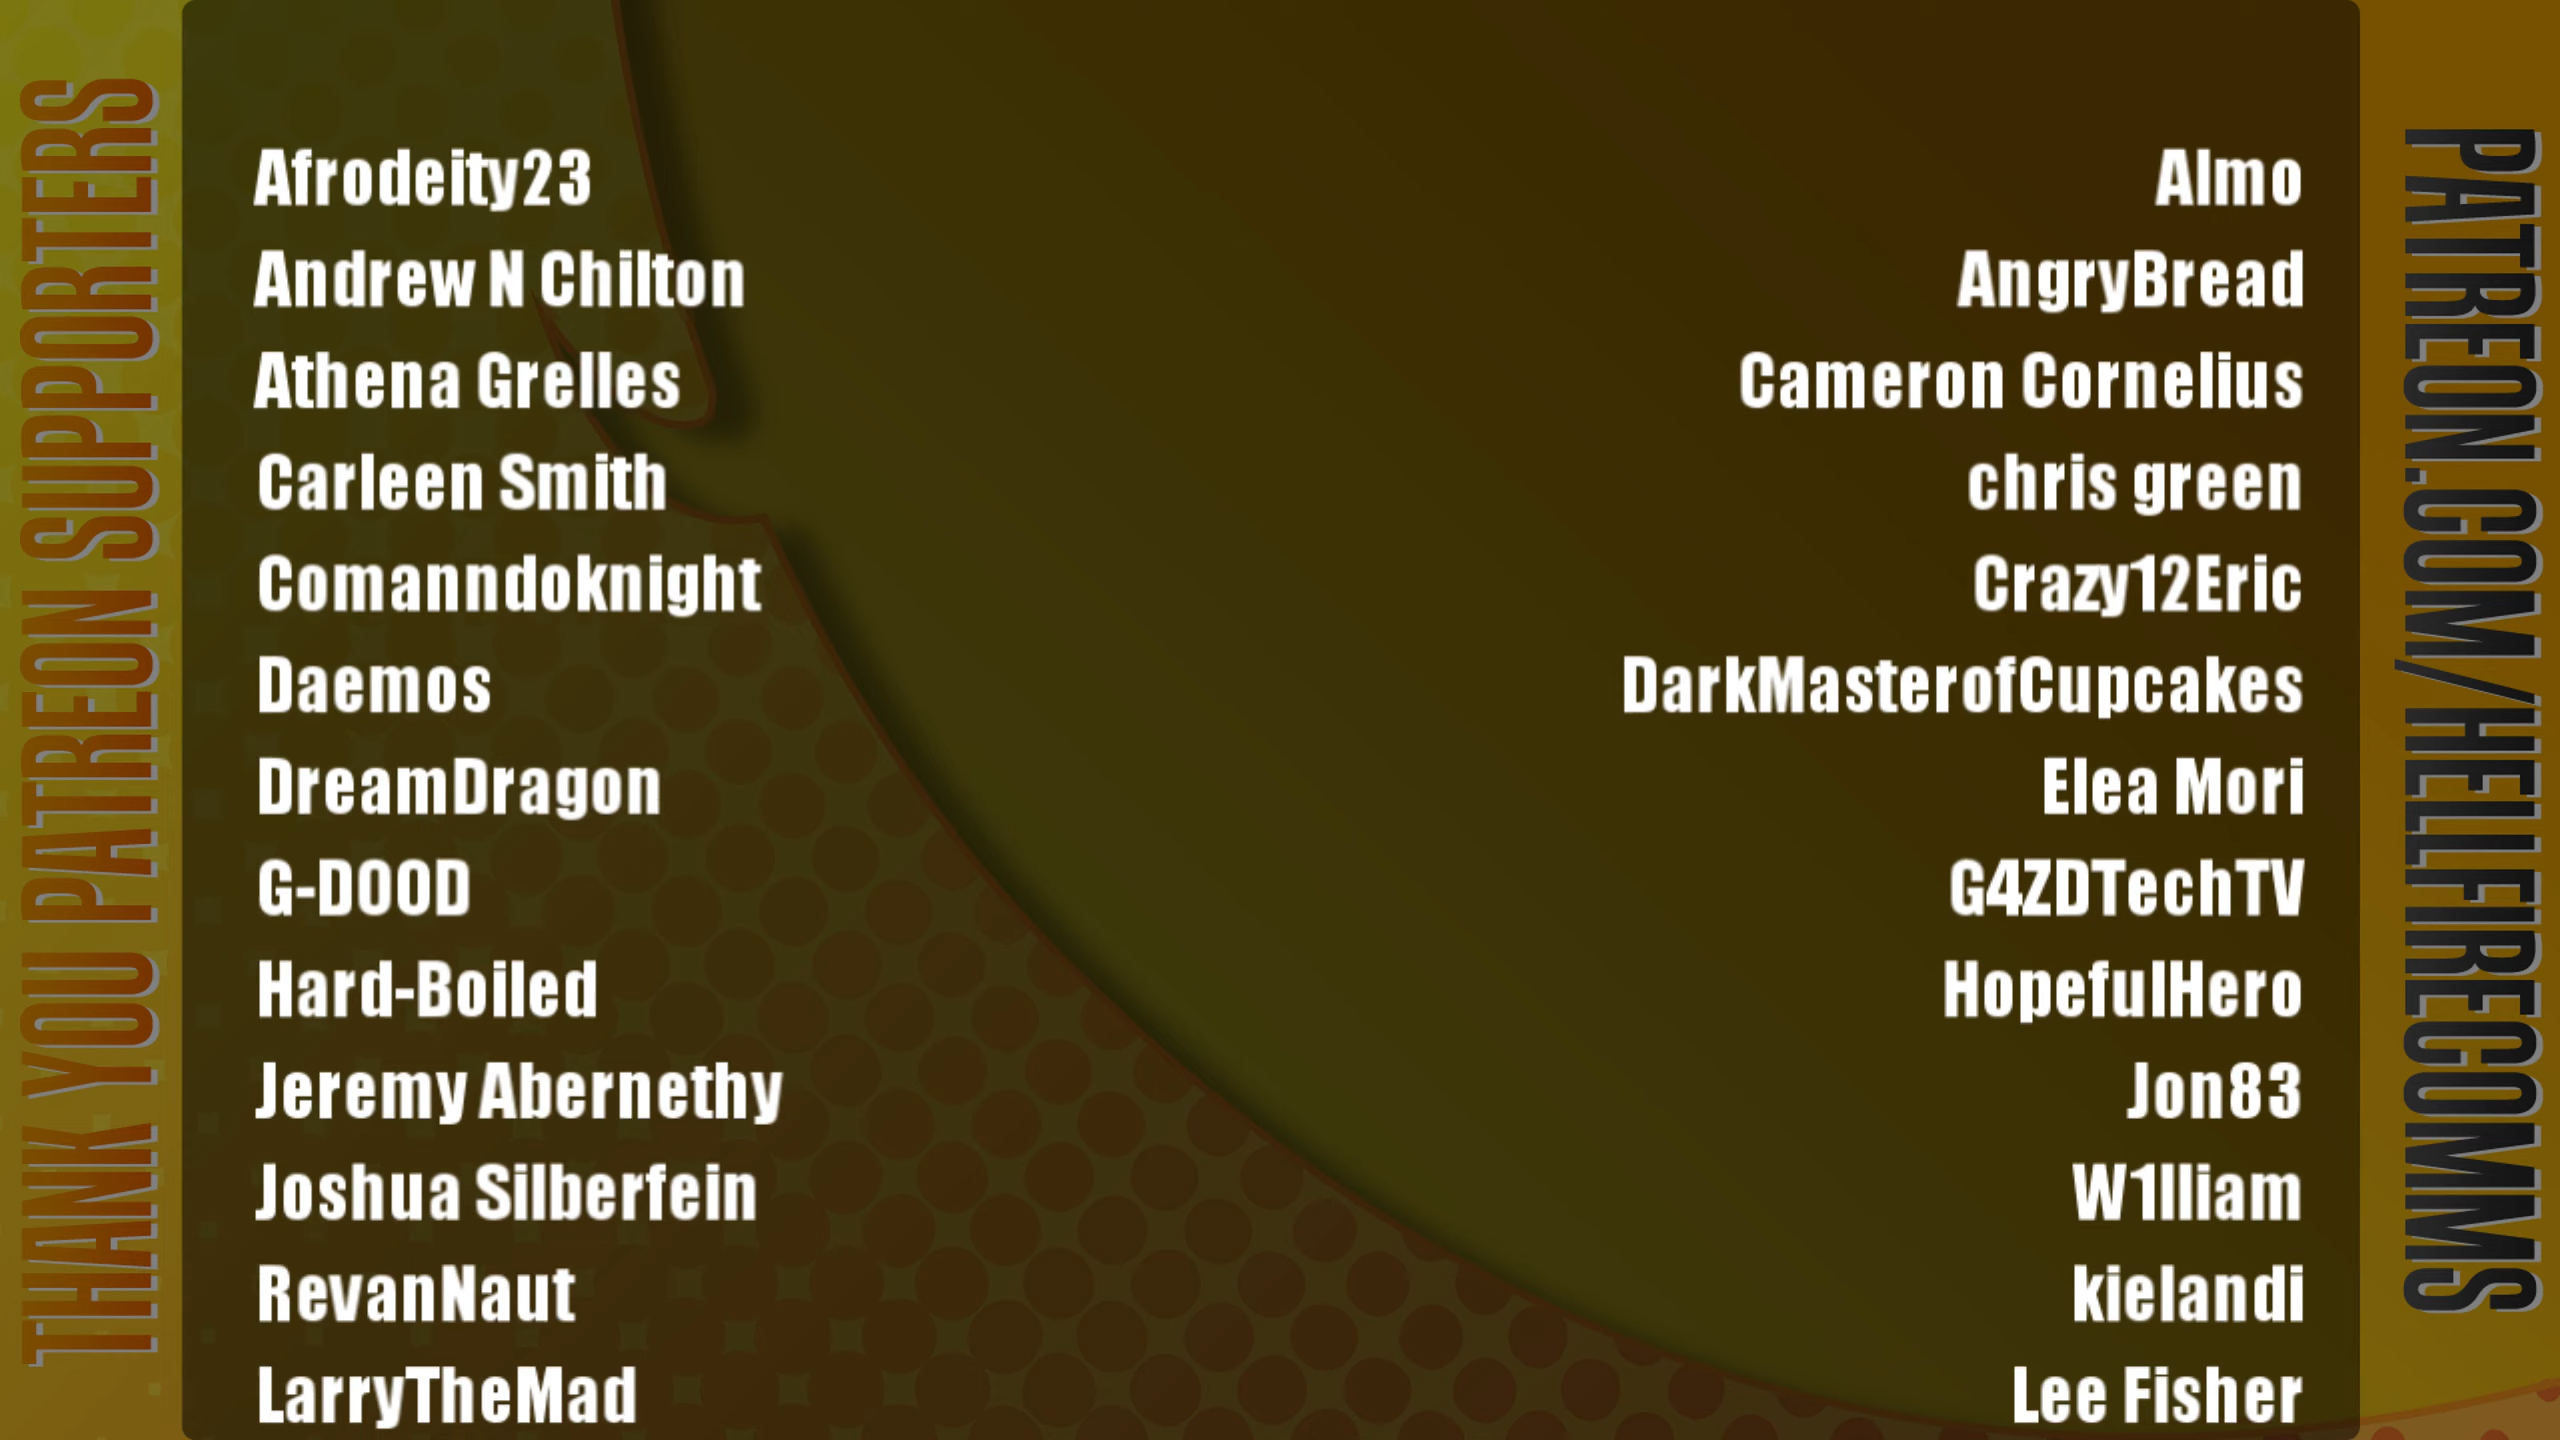 THANK YOU PATREON SUPPORTERS
Afrodeity23
Andrew N Chilton
Athena Grelles
Carleen Smith
Comanndoknight
Daemos
DreamDragon
G-DOOD
Hard-Boiled
Jeremy Abernethy
Joshua Silberfein
RevanNaut
LarryTheMad
Almo
AngryBread
Cameron Cornelius
chris green
Crazy12Eric
DarkMasterofCupcakes
Elea Mori
G4ZDTechTV
HopefulHero
Jon83
W1lliam
kielandi
Lee Fisher
PATREON.COM/HELLFIRECOMMS